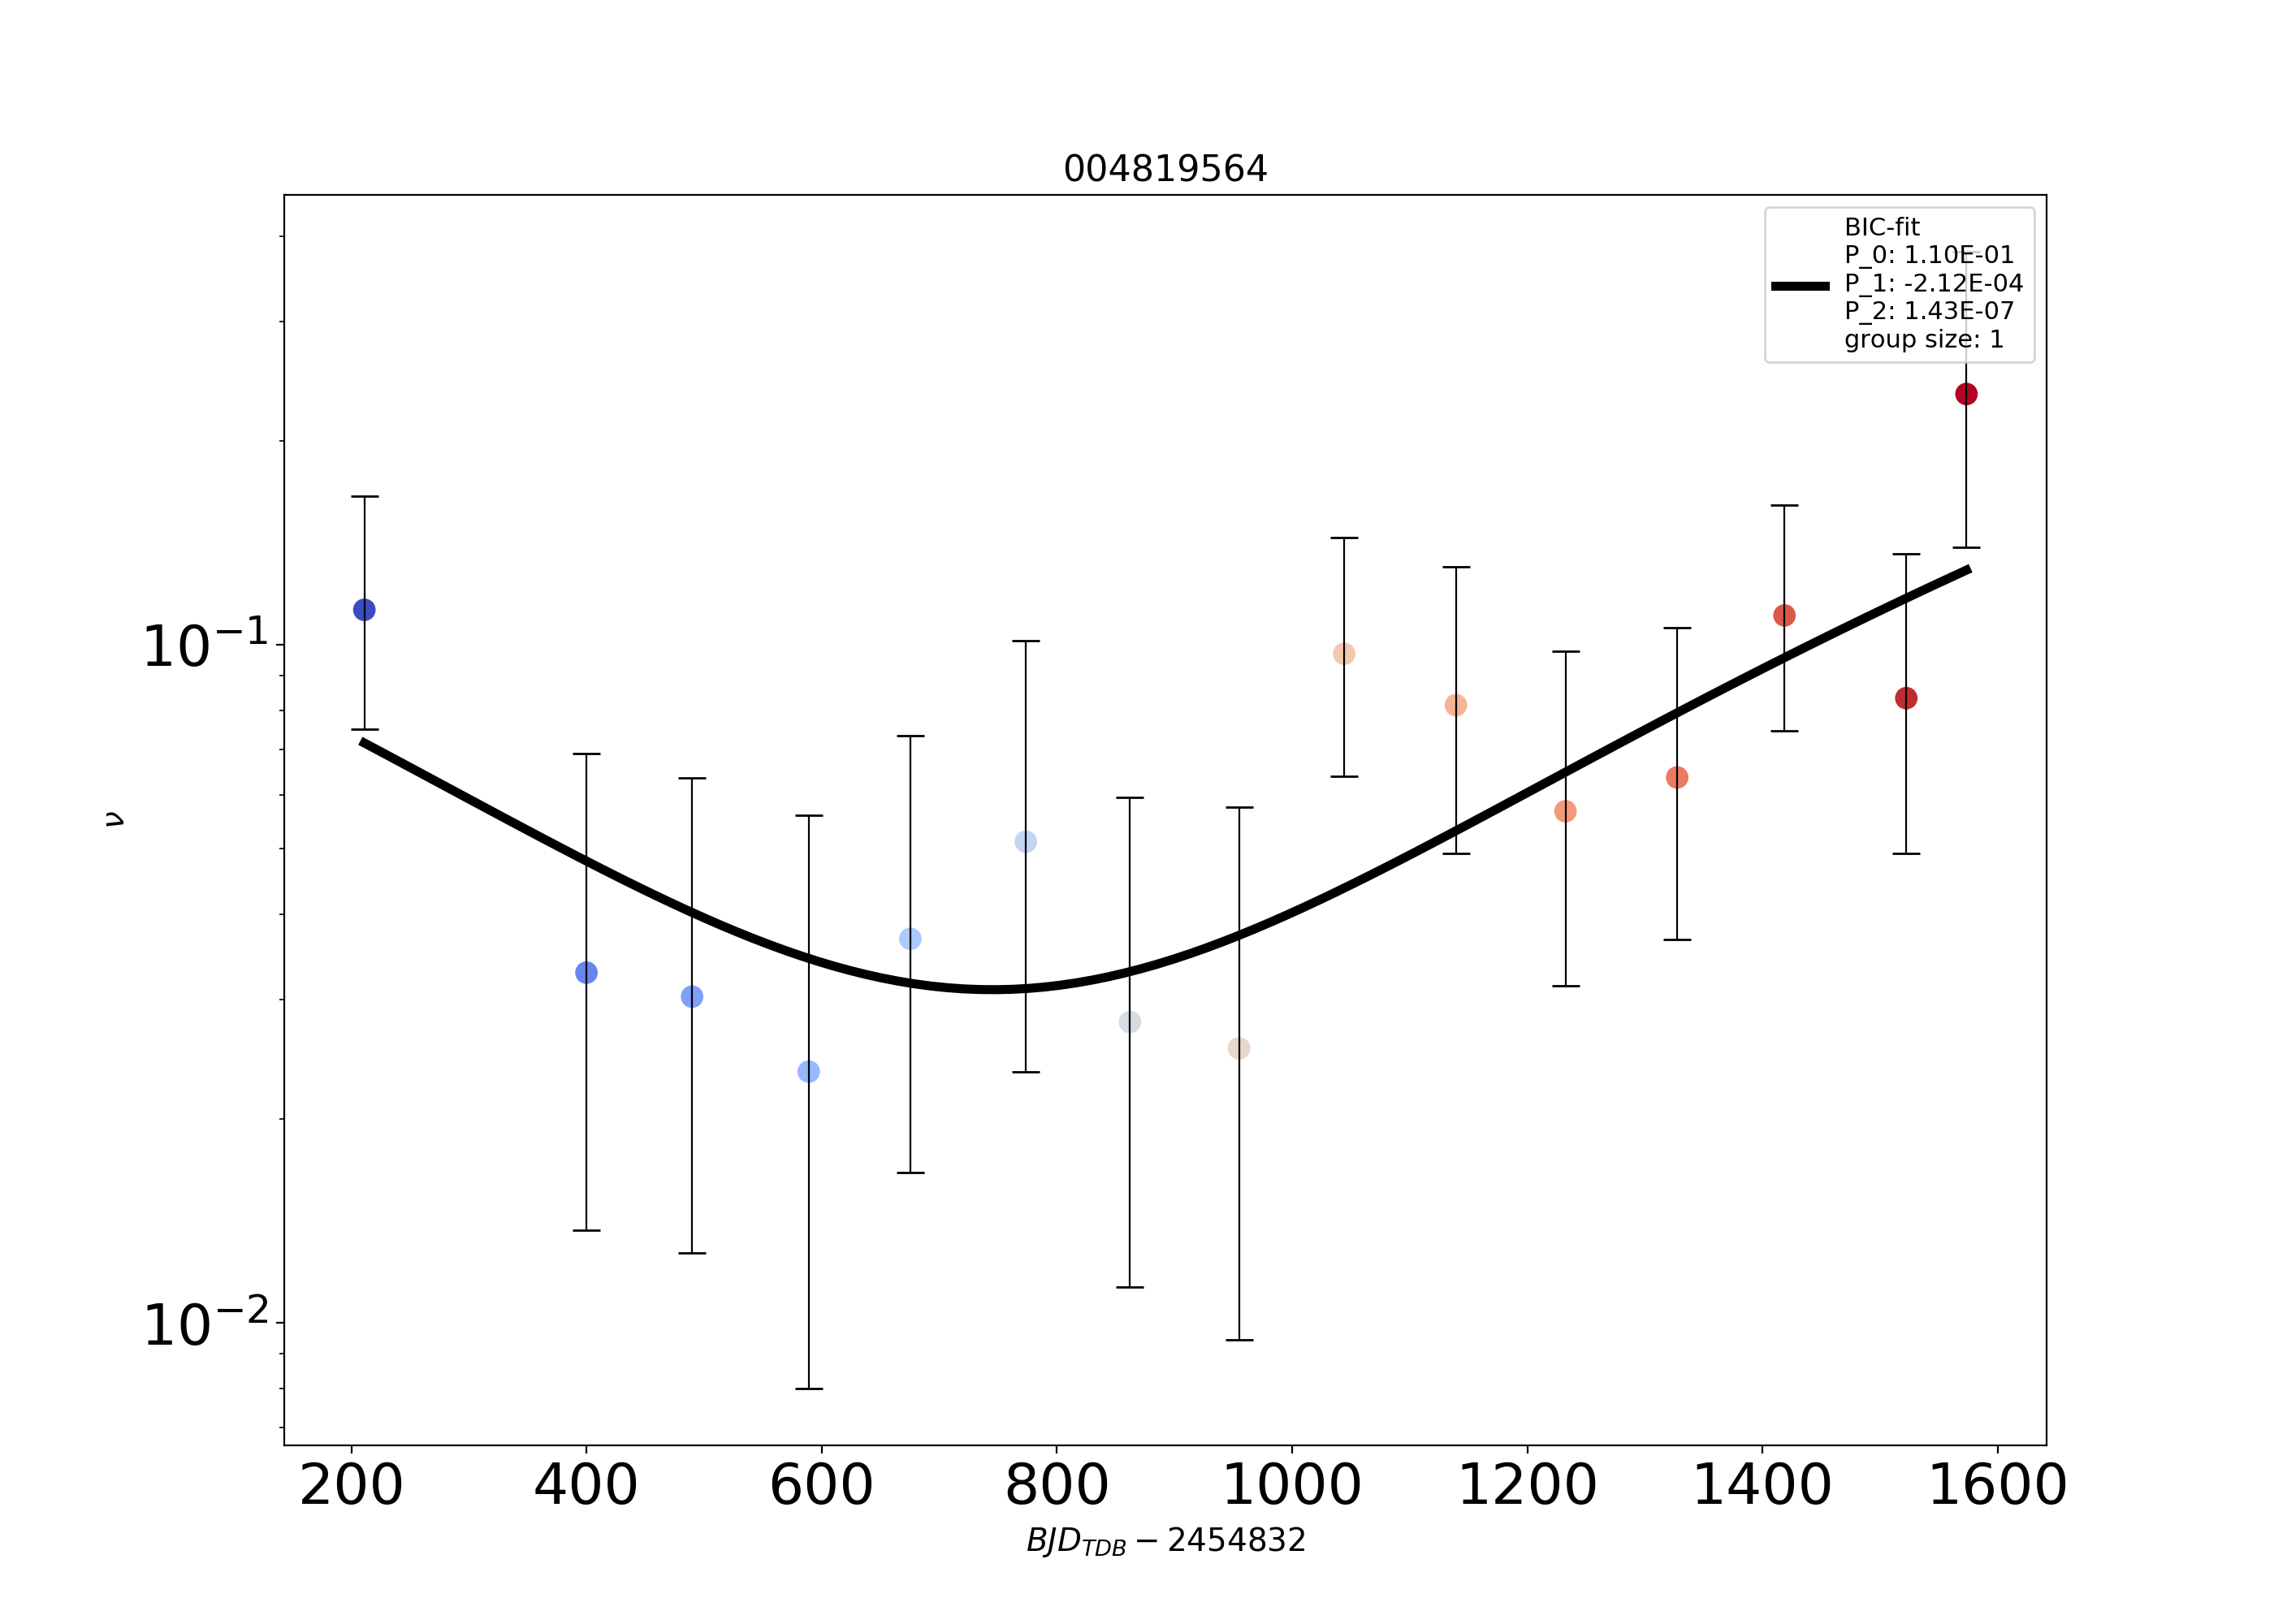 004819564
BIC-fit
P_0: 1.10E-01
P_1: -2.12E-04
P_2: 1.43E-07
group size: 1
10⁻¹
ν
10⁻²
200 400 600 800 1000 1200 1400 1600
BJD_TDB − 2454832